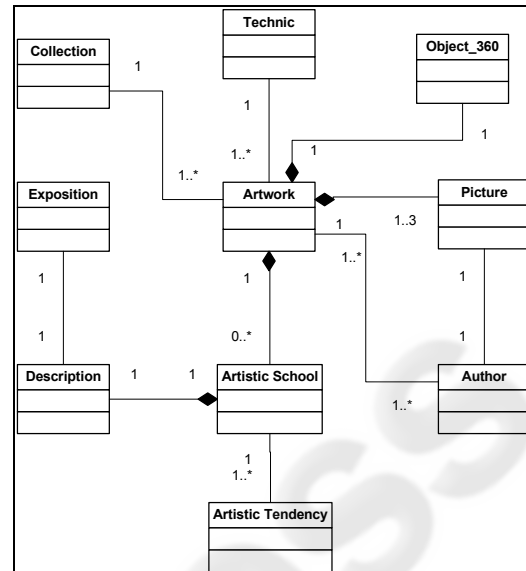 Technic
Collection
Object_360
1
1
1
1
1..*
1..*
Exposition
Artwork
Picture
1
1..3
1..*
1
1
1
1
0..*
1
Description
1
1
Artistic School
Author
1..*
1
1..*
Artistic Tendency